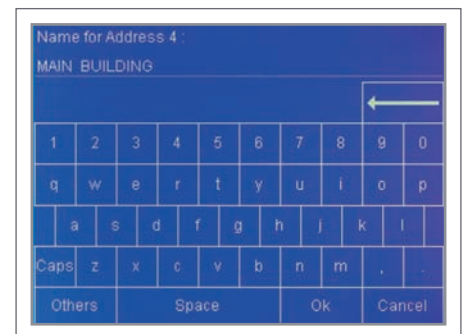 Name for Address 4 :
MAIN BUILDING
1 2 3 4 5 6 7 8 9 0
q w e r t y u i o p
a s d f g h j k l
Caps z x c v b n m , .
Others Space Ok Cancel